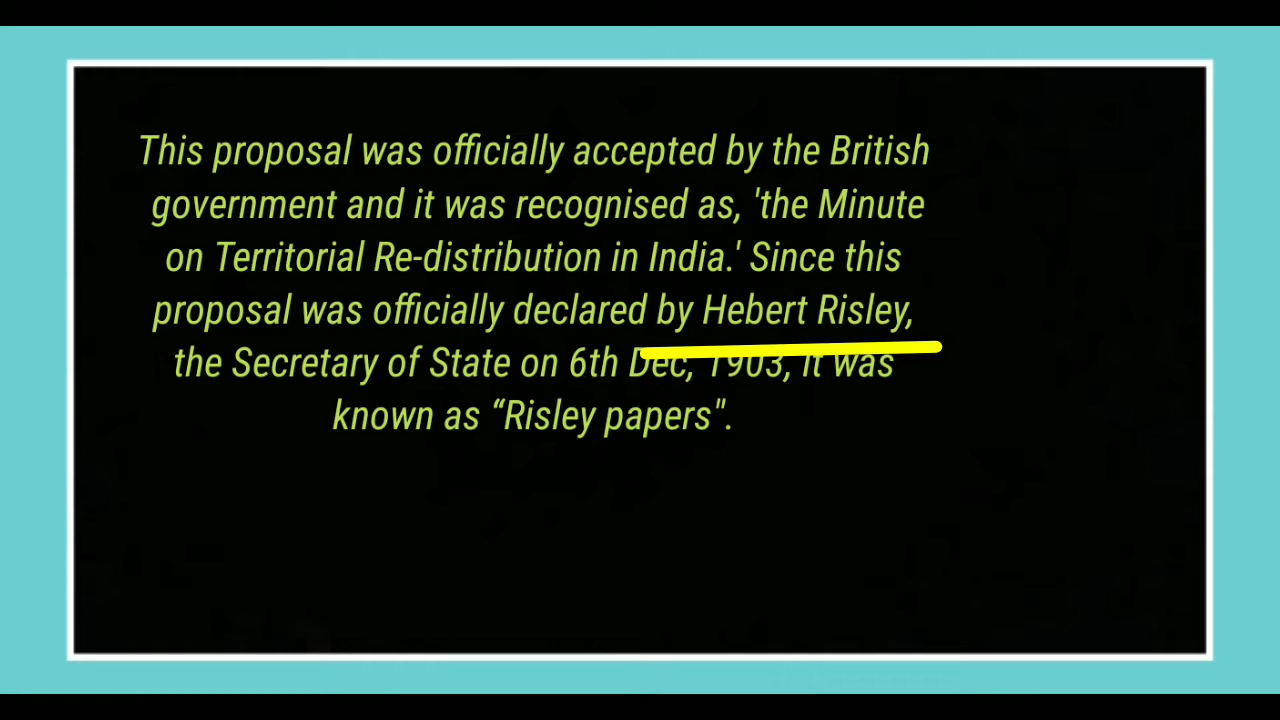 This proposal was officially accepted by the British
government and it was recognised as, 'the Minute
on Territorial Re-distribution in India.' Since this
proposal was officially declared by Hebert Risley,
the Secretary of State on 6th Dec, 1903, it was
known as “Risley papers".